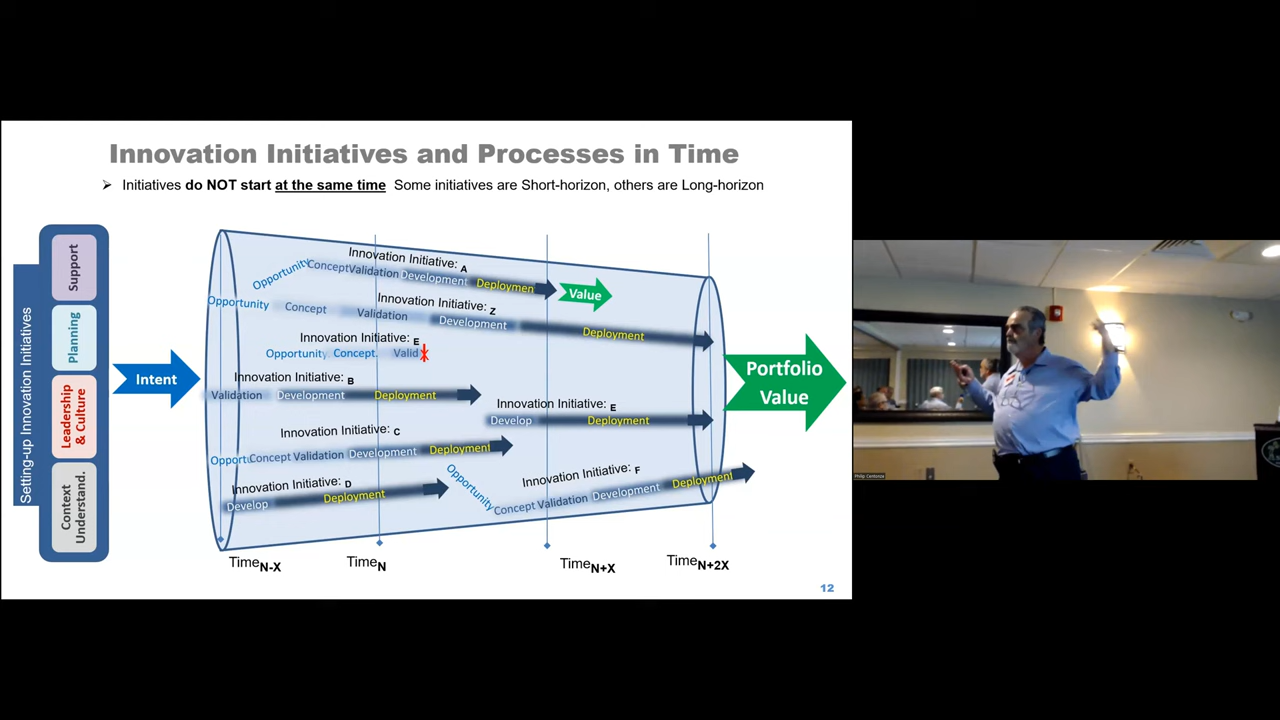 Innovation Initiatives and Processes in Time
➢ Initiatives do NOT start at the same time Some initiatives are Short-horizon, others are Long-horizon
Setting-up Innovation Initiatives
Support
Planning
Leadership
& Culture
Context
Understand.
Intent
Innovation Initiative: A
Opportunity Concept Validation Development Deploymen
Value
Innovation Initiative: Z
Opportunity Concept Validation Development Deployment
Innovation Initiative: E
Opportunity Concept. Valid
Innovation Initiative: B
Validation Development Deployment
Innovation Initiative: E
Develop Deployment
Innovation Initiative: C
Opportu Concept Validation Development Deployment
Innovation Initiative: D
Develop Deployment
Innovation Initiative: F
Opportunity Concept Validation Development Deployment
Portfolio
Value
TimeN-X
TimeN
TimeN+X
TimeN+2X
12
Philip Centonze